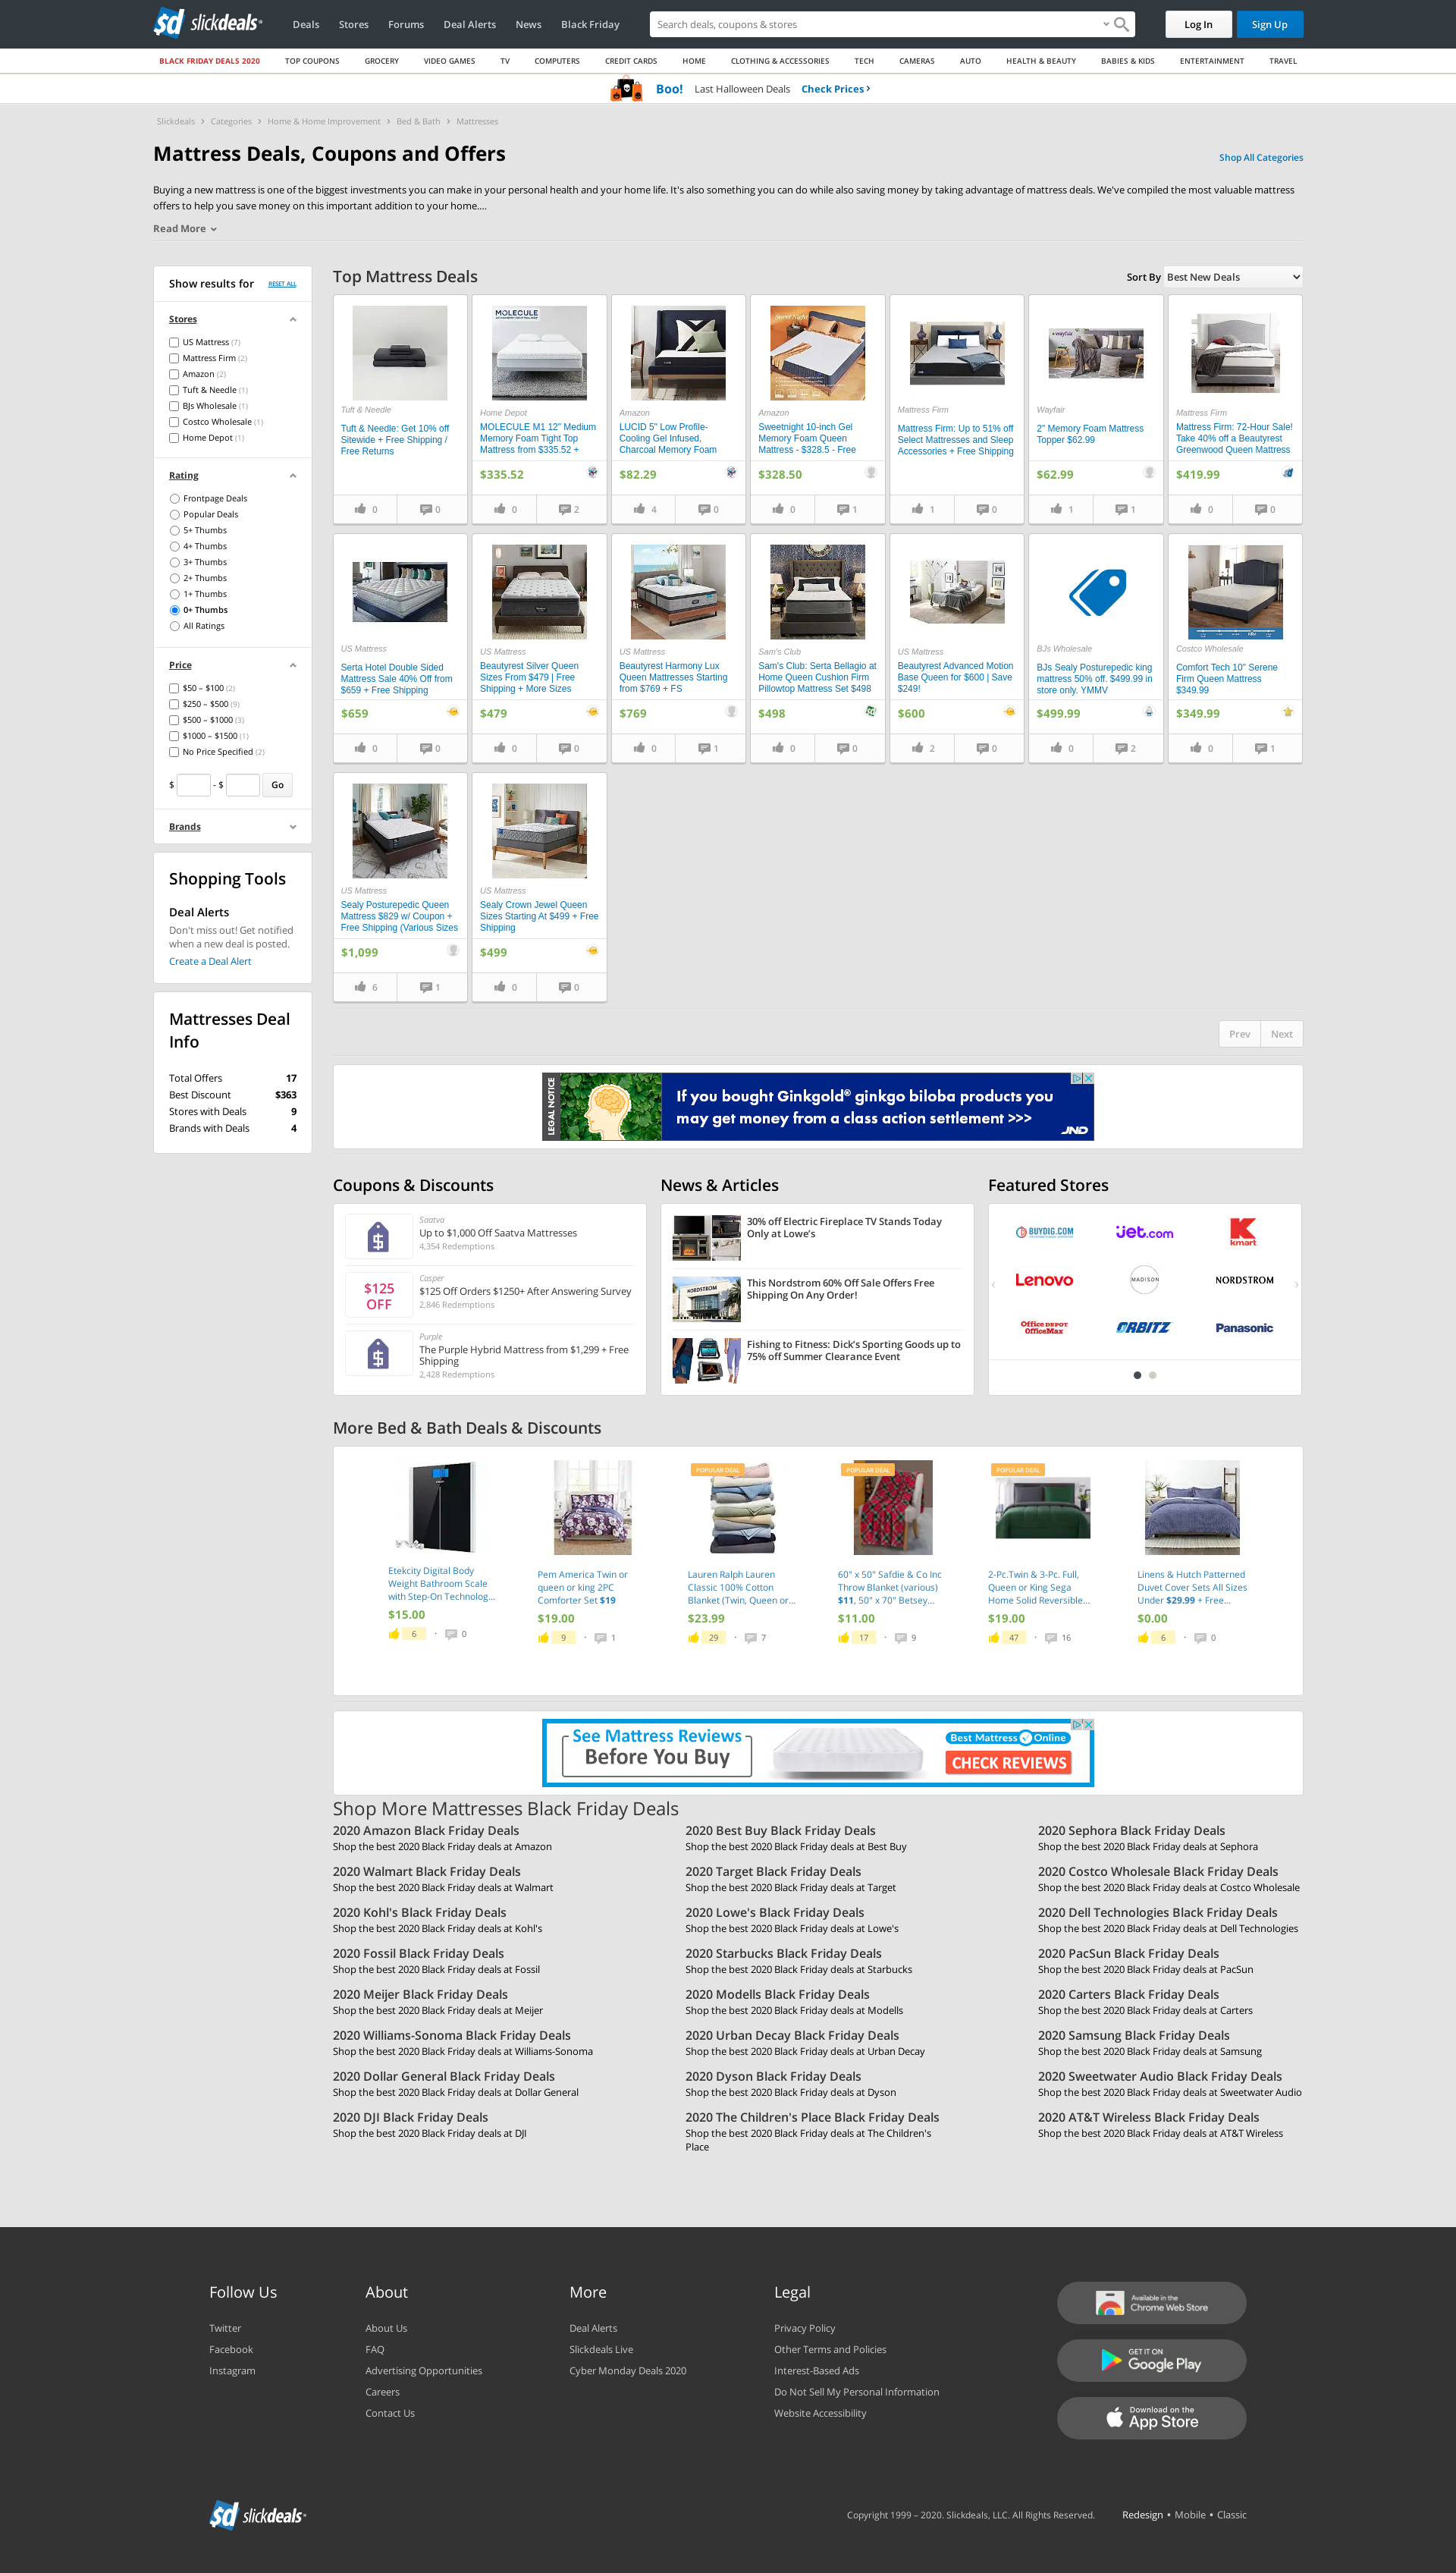 slickdeals
Deals
Stores
Forums
Deal Alerts
News
Black Friday
Search deals, coupons & stores
Log In
Sign Up
BLACK FRIDAY DEALS 2020
TOP COUPONS
GROCERY
VIDEO GAMES
TV
COMPUTERS
CREDIT CARDS
HOME
CLOTHING & ACCESSORIES
TECH
CAMERAS
AUTO
HEALTH & BEAUTY
BABIES & KIDS
ENTERTAINMENT
TRAVEL
Boo! Last Halloween Deals Check Prices ›
Slickdeals › Categories › Home & Home Improvement › Bed & Bath › Mattresses
Mattress Deals, Coupons and Offers
Shop All Categories
Buying a new mattress is one of the biggest investments you can make in your personal health and your home life. It's also something you can do while also saving money by taking advantage of mattress deals. We've compiled the most valuable mattress
offers to help you save money on this important addition to your home....
Read More
Show results for
RESET ALL
Stores
US Mattress (7)
Mattress Firm (2)
Amazon (2)
Tuft & Needle (1)
BJs Wholesale (1)
Costco Wholesale (1)
Home Depot (1)
Rating
Frontpage Deals
Popular Deals
5+ Thumbs
4+ Thumbs
3+ Thumbs
2+ Thumbs
1+ Thumbs
0+ Thumbs
All Ratings
Price
$50 – $100 (2)
$250 – $500 (9)
$500 – $1000 (3)
$1000 – $1500 (1)
No Price Specified (2)
$ - $ Go
Brands
Shopping Tools
Deal Alerts
Don't miss out! Get notified
when a new deal is posted.
Create a Deal Alert
Mattresses Deal
Info
Total Offers 17
Best Discount $363
Stores with Deals 9
Brands with Deals 4
Top Mattress Deals
Sort By Best New Deals
Tuft & Needle
Tuft & Needle: Get 10% off
Sitewide + Free Shipping /
Free Returns
0 0
MOLECULE
Home Depot
MOLECULE M1 12" Medium
Memory Foam Tight Top
Mattress from $335.52 +
$335.52
0 2
Amazon
LUCID 5" Low Profile-
Cooling Gel Infused,
Charcoal Memory Foam
$82.29
4 0
Sweet Night
Amazon
Sweetnight 10-inch Gel
Memory Foam Queen
Mattress - $328.5 - Free
$328.50
0 1
Mattress Firm
Mattress Firm: Up to 51% off
Select Mattresses and Sleep
Accessories + Free Shipping
1 0
wayfair
Wayfair
2" Memory Foam Mattress
Topper $62.99
$62.99
1 1
Mattress Firm
Mattress Firm: 72-Hour Sale!
Take 40% off a Beautyrest
Greenwood Queen Mattress
$419.99
0 0
US Mattress
Serta Hotel Double Sided
Mattress Sale 40% Off from
$659 + Free Shipping
$659
0 0
US Mattress
Beautyrest Silver Queen
Sizes From $479 | Free
Shipping + More Sizes
$479
0 0
US Mattress
Beautyrest Harmony Lux
Queen Mattresses Starting
from $769 + FS
$769
0 1
Sam's Club
Sam's Club: Serta Bellagio at
Home Queen Cushion Firm
Pillowtop Mattress Set $498
$498
0 0
US Mattress
Beautyrest Advanced Motion
Base Queen for $600 | Save
$249!
$600
2 0
BJs Wholesale
BJs Sealy Posturepedic king
mattress 50% off. $499.99 in
store only. YMMV
$499.99
0 2
Costco Wholesale
Comfort Tech 10" Serene
Firm Queen Mattress
$349.99
$349.99
0 1
US Mattress
Sealy Posturepedic Queen
Mattress $829 w/ Coupon +
Free Shipping (Various Sizes
$1,099
6 1
US Mattress
Sealy Crown Jewel Queen
Sizes Starting At $499 + Free
Shipping
$499
0 0
Prev
Next
LEGAL NOTICE
If you bought Ginkgold® ginkgo biloba products you
may get money from a class action settlement >>>
JND
Coupons & Discounts
Saatva
Up to $1,000 Off Saatva Mattresses
4,354 Redemptions
$125
OFF
Casper
$125 Off Orders $1250+ After Answering Survey
2,846 Redemptions
Purple
The Purple Hybrid Mattress from $1,299 + Free
Shipping
2,428 Redemptions
News & Articles
30% off Electric Fireplace TV Stands Today
Only at Lowe's
NORDSTROM
This Nordstrom 60% Off Sale Offers Free
Shipping On Any Order!
Fishing to Fitness: Dick's Sporting Goods up to
75% off Summer Clearance Event
Featured Stores
BUYDIG.COM
jet.com
kmart
Lenovo
MADISON
NORDSTROM
Office DEPOT
OfficeMax
ORBITZ
Panasonic
More Bed & Bath Deals & Discounts
Etekcity Digital Body
Weight Bathroom Scale
with Step-On Technolog...
$15.00
6 · 0
Pem America Twin or
queen or king 2PC
Comforter Set $19
$19.00
9 · 1
POPULAR DEAL
Lauren Ralph Lauren
Classic 100% Cotton
Blanket (Twin, Queen or...
$23.99
29 · 7
POPULAR DEAL
60" x 50" Safdie & Co Inc
Throw Blanket (various)
$11, 50" x 70" Betsey...
$11.00
17 · 9
POPULAR DEAL
2-Pc.Twin & 3-Pc. Full,
Queen or King Sega
Home Solid Reversible...
$19.00
47 · 16
Linens & Hutch Patterned
Duvet Cover Sets All Sizes
Under $29.99 + Free...
$0.00
6 · 0
See Mattress Reviews
Before You Buy
Best Mattress Online
CHECK REVIEWS
Shop More Mattresses Black Friday Deals
2020 Amazon Black Friday Deals
Shop the best 2020 Black Friday deals at Amazon
2020 Best Buy Black Friday Deals
Shop the best 2020 Black Friday deals at Best Buy
2020 Sephora Black Friday Deals
Shop the best 2020 Black Friday deals at Sephora
2020 Walmart Black Friday Deals
Shop the best 2020 Black Friday deals at Walmart
2020 Target Black Friday Deals
Shop the best 2020 Black Friday deals at Target
2020 Costco Wholesale Black Friday Deals
Shop the best 2020 Black Friday deals at Costco Wholesale
2020 Kohl's Black Friday Deals
Shop the best 2020 Black Friday deals at Kohl's
2020 Lowe's Black Friday Deals
Shop the best 2020 Black Friday deals at Lowe's
2020 Dell Technologies Black Friday Deals
Shop the best 2020 Black Friday deals at Dell Technologies
2020 Fossil Black Friday Deals
Shop the best 2020 Black Friday deals at Fossil
2020 Starbucks Black Friday Deals
Shop the best 2020 Black Friday deals at Starbucks
2020 PacSun Black Friday Deals
Shop the best 2020 Black Friday deals at PacSun
2020 Meijer Black Friday Deals
Shop the best 2020 Black Friday deals at Meijer
2020 Modells Black Friday Deals
Shop the best 2020 Black Friday deals at Modells
2020 Carters Black Friday Deals
Shop the best 2020 Black Friday deals at Carters
2020 Williams-Sonoma Black Friday Deals
Shop the best 2020 Black Friday deals at Williams-Sonoma
2020 Urban Decay Black Friday Deals
Shop the best 2020 Black Friday deals at Urban Decay
2020 Samsung Black Friday Deals
Shop the best 2020 Black Friday deals at Samsung
2020 Dollar General Black Friday Deals
Shop the best 2020 Black Friday deals at Dollar General
2020 Dyson Black Friday Deals
Shop the best 2020 Black Friday deals at Dyson
2020 Sweetwater Audio Black Friday Deals
Shop the best 2020 Black Friday deals at Sweetwater Audio
2020 DJI Black Friday Deals
Shop the best 2020 Black Friday deals at DJI
2020 The Children's Place Black Friday Deals
Shop the best 2020 Black Friday deals at The Children's
Place
2020 AT&T Wireless Black Friday Deals
Shop the best 2020 Black Friday deals at AT&T Wireless
Follow Us
Twitter
Facebook
Instagram
About
About Us
FAQ
Advertising Opportunities
Careers
Contact Us
More
Deal Alerts
Slickdeals Live
Cyber Monday Deals 2020
Legal
Privacy Policy
Other Terms and Policies
Interest-Based Ads
Do Not Sell My Personal Information
Website Accessibility
Available in the
Chrome Web Store
GET IT ON
Google Play
Download on the
App Store
slickdeals
Copyright 1999 – 2020. Slickdeals, LLC. All Rights Reserved.
Redesign • Mobile • Classic